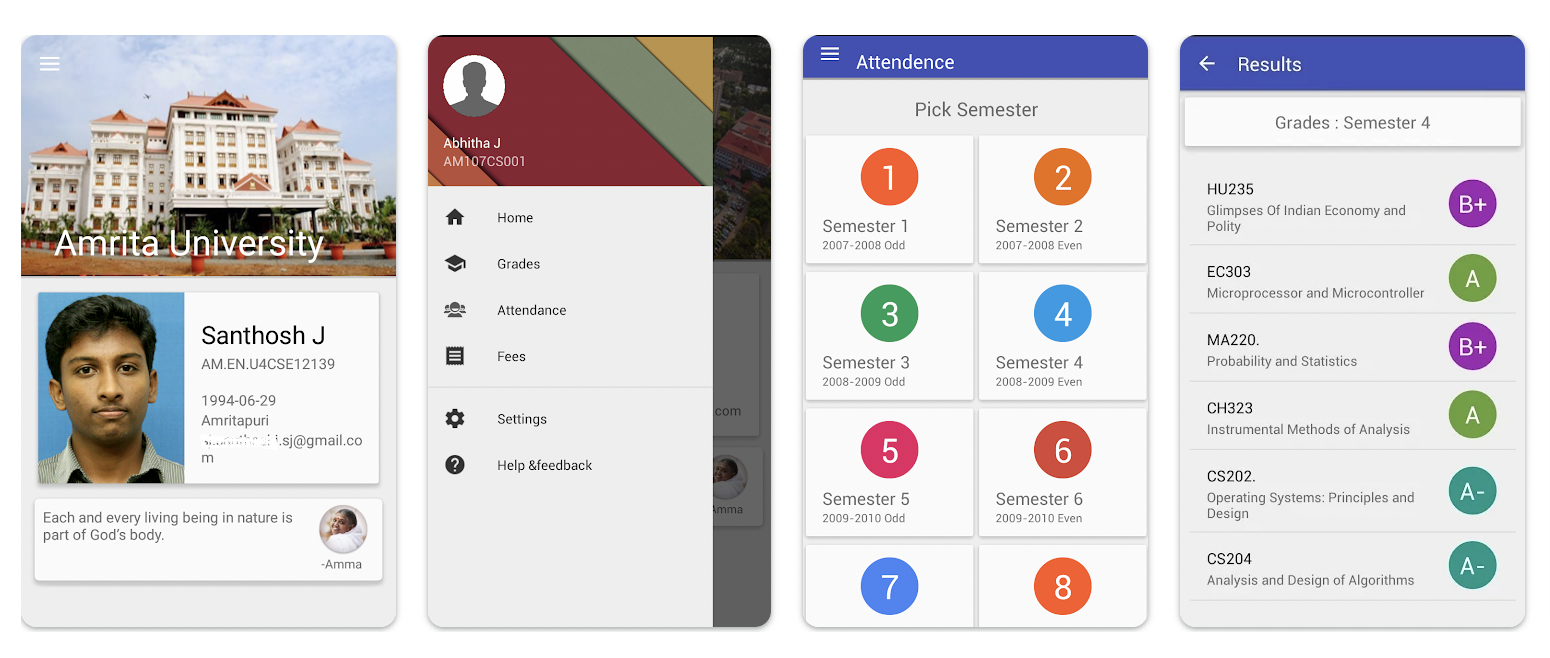 Amrita University
Santhosh J
AM.EN.U4CSE12139
1994-06-29
Amritapuri
j.sj@gmail.co
m
Each and every living being in nature is
part of God's body.
-Amma
Abhitha J
AM107CS001
Home
Grades
Attendance
Fees
Settings
Help &feedback
com
Amma
Attendence
Pick Semester
1
2
Semester 1
Semester 2
2007-2008 Odd
2007-2008 Even
3
4
Semester 3
Semester 4
2008-2009 Odd
2008-2009 Even
5
6
Semester 5
Semester 6
2009-2010 Odd
2009-2010 Even
7
8
Results
Grades : Semester 4
HU235
Glimpses Of Indian Economy and
Polity
B+
EC303
Microprocessor and Microcontroller
A
MA220.
Probability and Statistics
B+
CH323
Instrumental Methods of Analysis
A
CS202.
Operating Systems: Principles and
Design
A-
CS204
Analysis and Design of Algorithms
A-